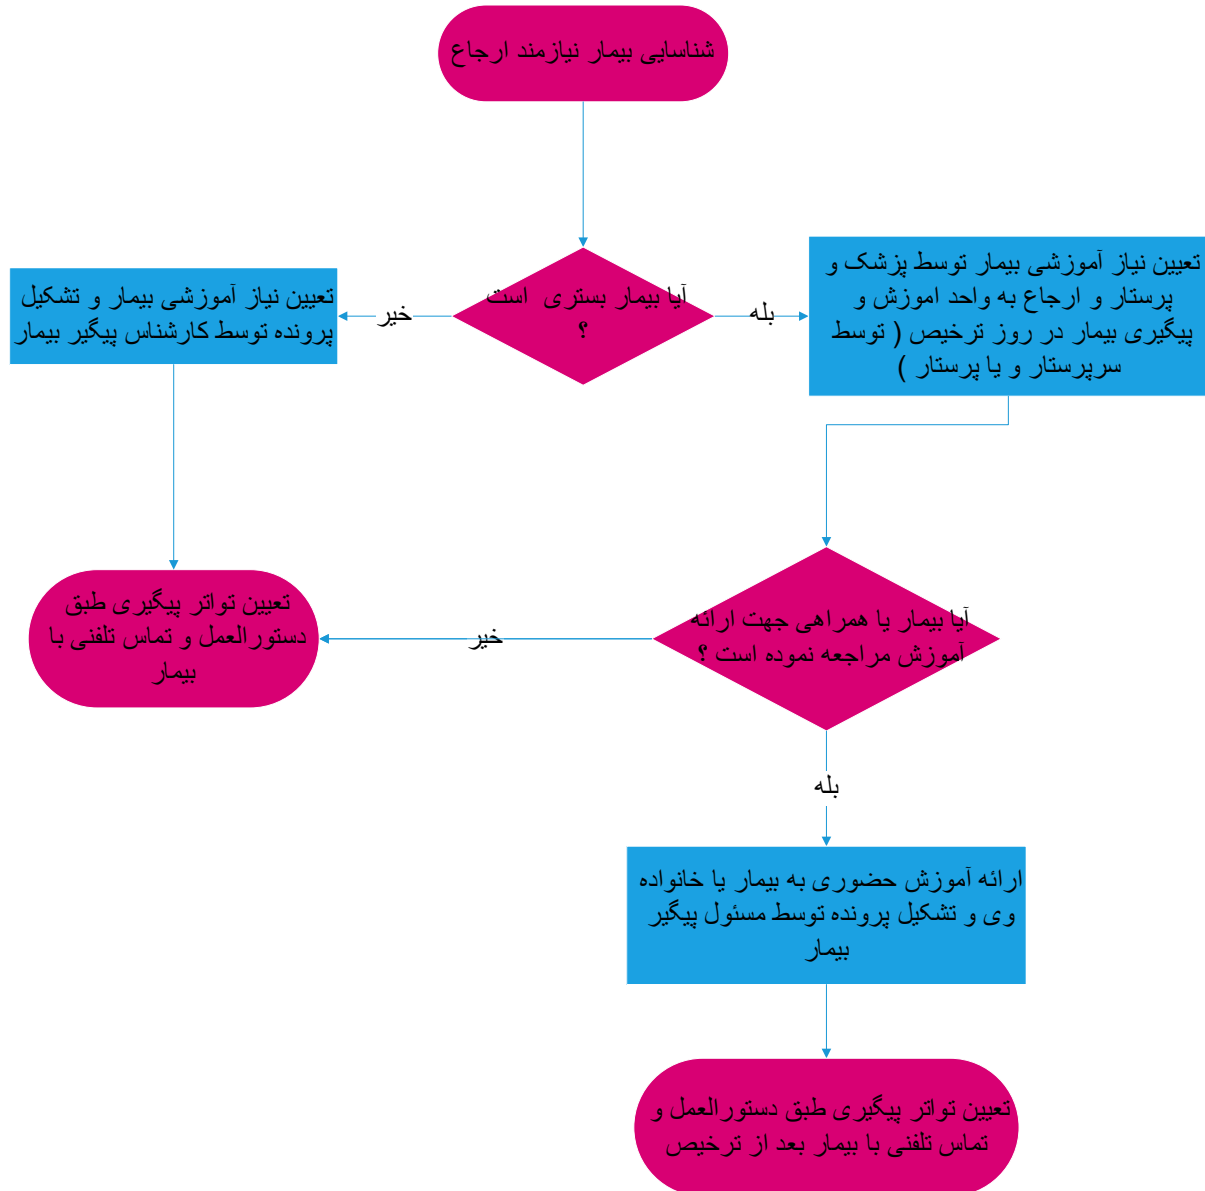 شناسایی بیمار نیازمند ارجاع
آیا بیمار بستری است
؟
بله
تعیین نیاز آموزشی بیمار توسط پزشک و
پرستار و ارجاع به واحد اموزش و
پیگیری بیمار در روز ترخیص ( توسط
سرپرستار و یا پرستار )
خیر
تعیین نیاز آموزشی بیمار و تشکیل
پرونده توسط کارشناس پیگیر بیمار
آیا بیمار یا همراهی جهت ارائه
آموزش مراجعه نموده است ؟
خیر
تعیین تواتر پیگیری طبق
دستورالعمل و تماس تلفنی با
بیمار
بله
ارائه آموزش حضوری به بیمار یا خانواده
وی و تشکیل پرونده توسط مسئول پیگیر
بیمار
تعیین تواتر پیگیری طبق دستورالعمل و
تماس تلفنی با بیمار بعد از ترخیص